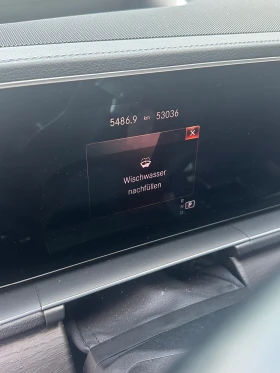 5486.9 km 53036
X
Wischwasser
nachfüllen
R
N
D
P